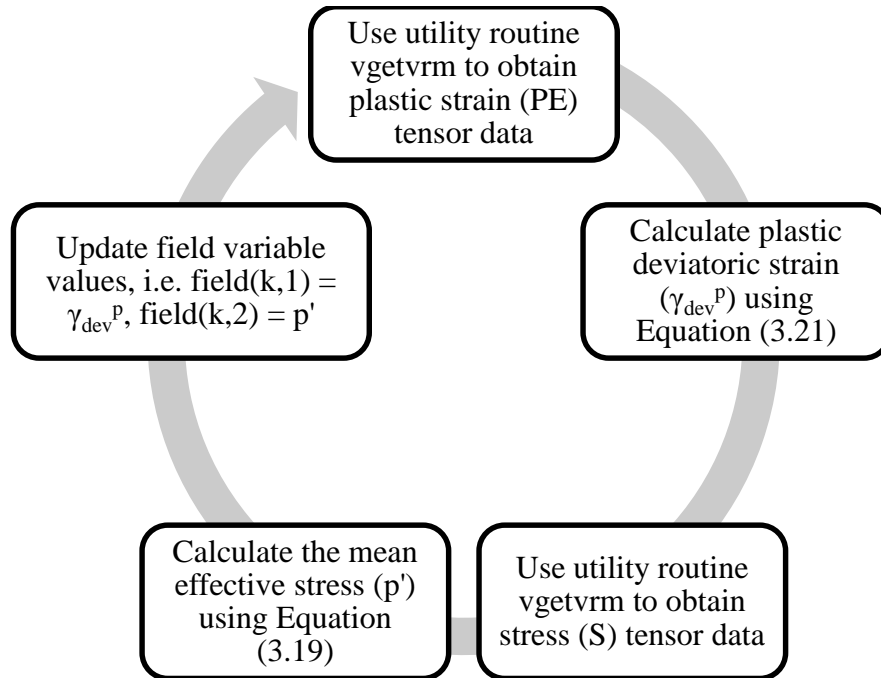 Use utility routine
vgetvrm to obtain
plastic strain (PE)
tensor data
Calculate plastic
deviatoric strain
(γdevᵖ) using
Equation (3.21)
Use utility routine
vgetvrm to obtain
stress (S) tensor data
Calculate the mean
effective stress (p')
using Equation
(3.19)
Update field variable
values, i.e. field(k,1) =
γdevᵖ, field(k,2) = p'